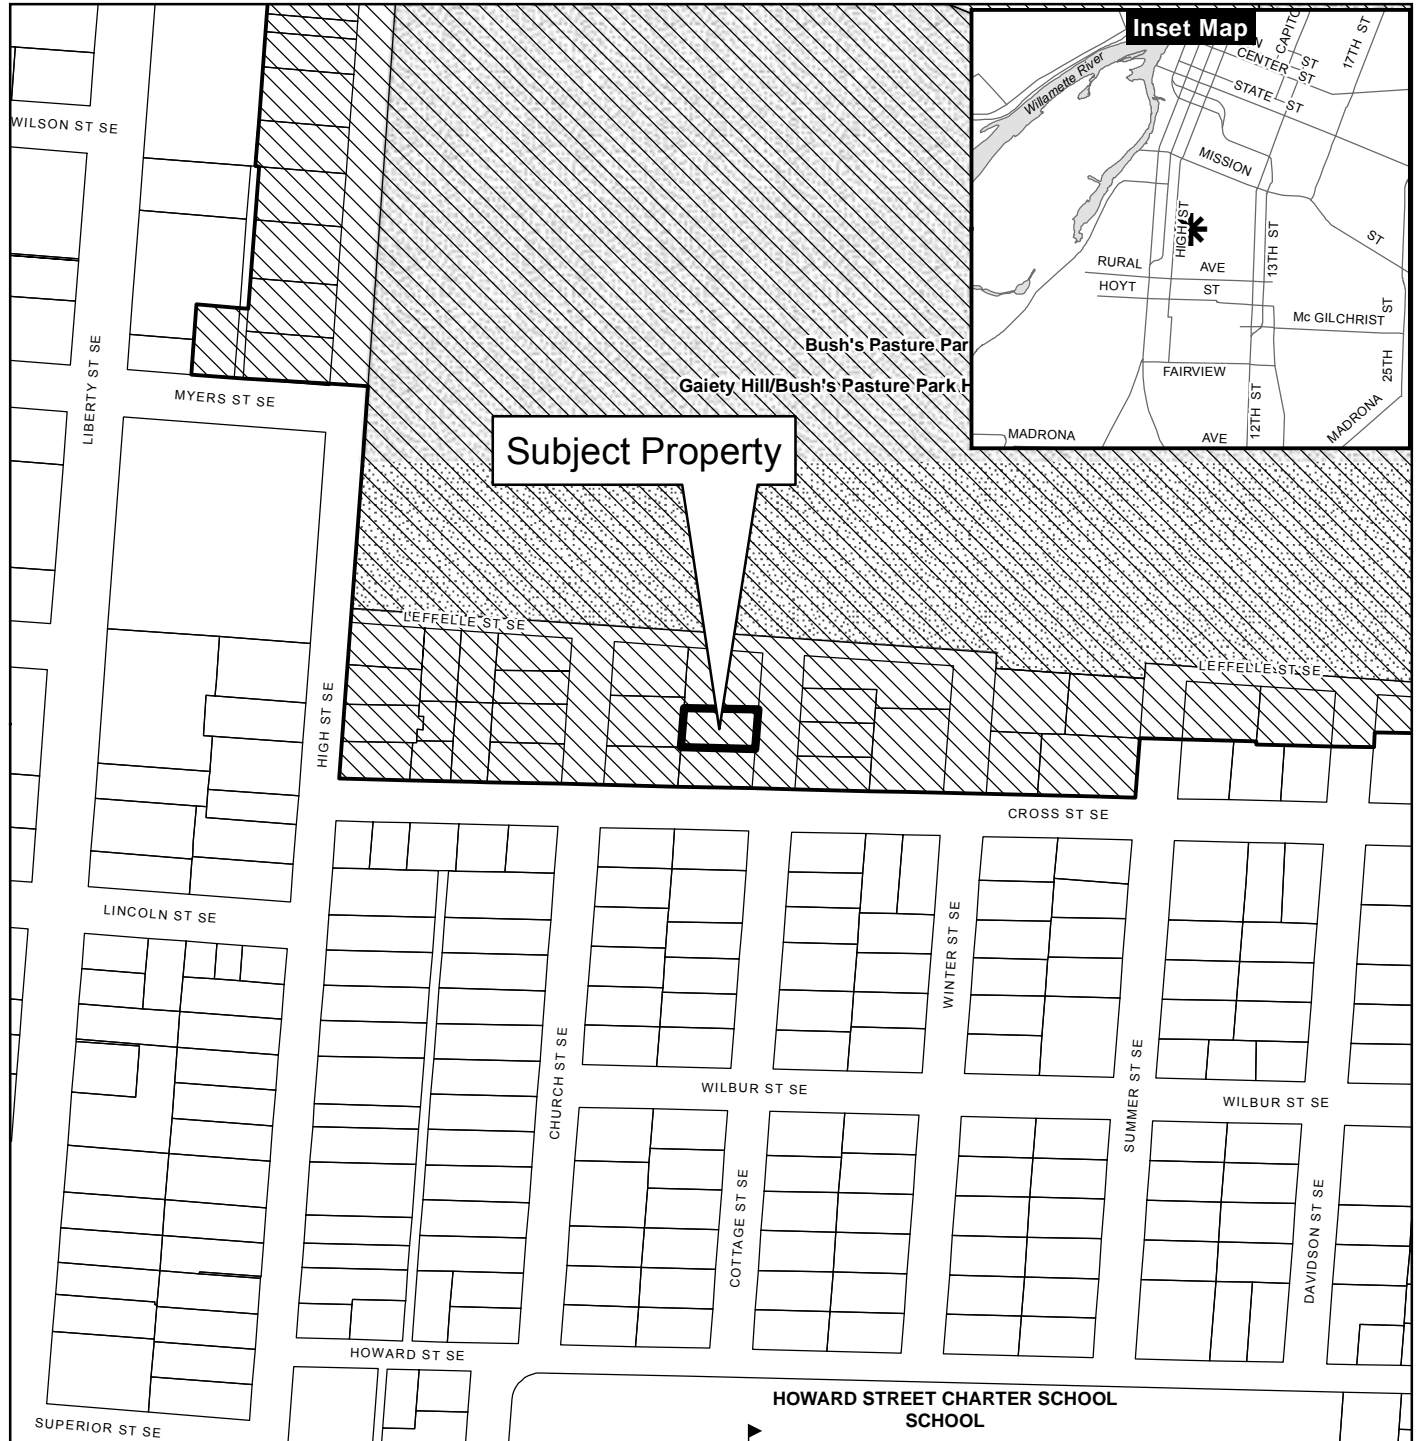 Inset Map
Willamette River
CAPITO
17TH ST
N
CENTER ST
ST
STATE ST
MISSION
ST
HIGH ST
13TH ST
RURAL AVE
HOYT ST
Mc GILCHRIST ST
25TH
FAIRVIEW
12TH ST
MADRONA AVE
MADRONA
WILSON ST SE
LIBERTY ST SE
MYERS ST SE
Bush's Pasture Par
Gaiety Hill/Bush's Pasture Park H
Subject Property
LEFFELLE ST SE
LEFFELLE ST SE
HIGH ST SE
CROSS ST SE
LINCOLN ST SE
WINTER ST SE
CHURCH ST SE
SUMMER ST SE
WILBUR ST SE
WILBUR ST SE
COTTAGE ST SE
DAVIDSON ST SE
HOWARD ST SE
HOWARD STREET CHARTER SCHOOL
SCHOOL
SUPERIOR ST SE